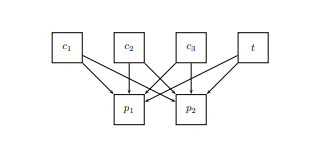 c₁ c₂ c₃ t
p₁ p₂